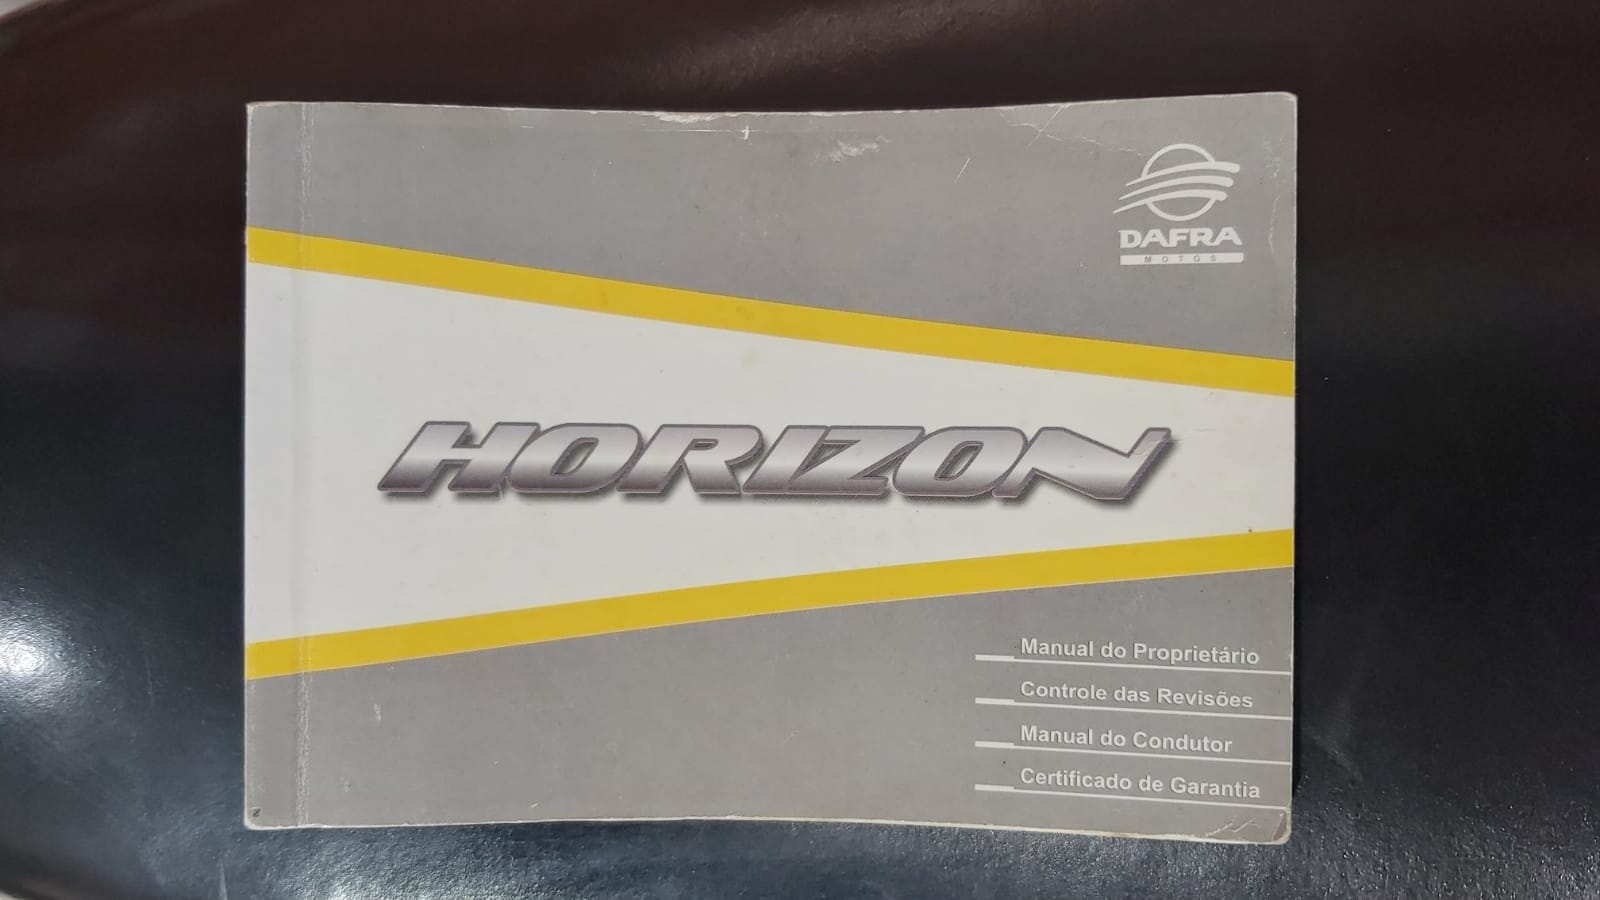 DAFRA
MOTOS
HORIZON
Manual do Proprietário
Controle das Revisões
Manual do Condutor
Certificado de Garantia